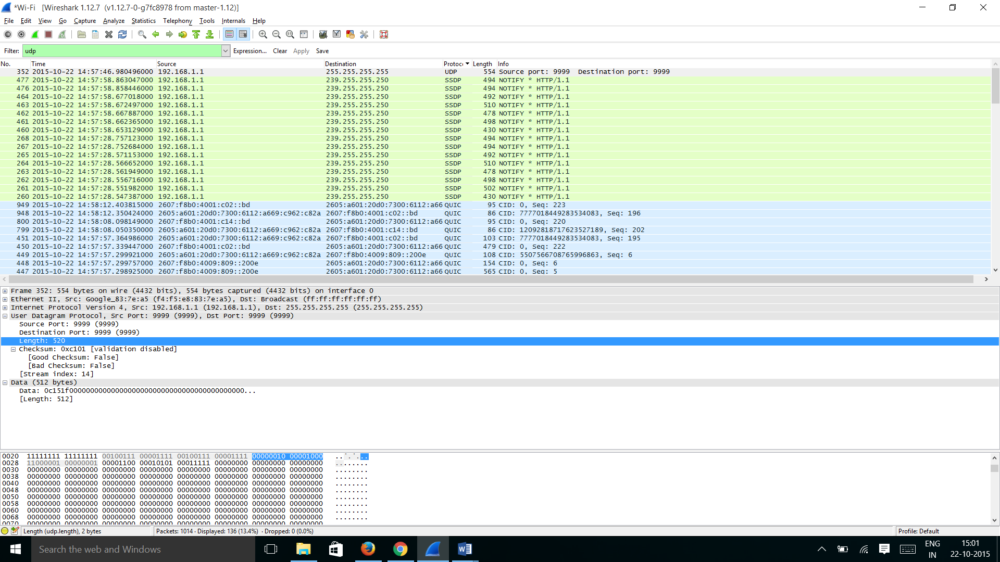 *Wi-Fi [Wireshark 1.12.7 (v1.12.7-0-g7fc8978 from master-1.12)]
File Edit View Go Capture Analyze Statistics Telephony Tools Internals Help
Filter: udp Expression... Clear Apply Save
No. Time Source Destination Protoc Length Info
352 2015-10-22 14:57:46.980496000 192.168.1.1 255.255.255.255 UDP 554 Source port: 9999 Destination port: 9999
477 2015-10-22 14:57:58.863047000 192.168.1.1 239.255.255.250 SSDP 494 NOTIFY * HTTP/1.1
476 2015-10-22 14:57:58.858446000 192.168.1.1 239.255.255.250 SSDP 494 NOTIFY * HTTP/1.1
464 2015-10-22 14:57:58.677018000 192.168.1.1 239.255.255.250 SSDP 492 NOTIFY * HTTP/1.1
463 2015-10-22 14:57:58.672497000 192.168.1.1 239.255.255.250 SSDP 510 NOTIFY * HTTP/1.1
462 2015-10-22 14:57:58.667887000 192.168.1.1 239.255.255.250 SSDP 478 NOTIFY * HTTP/1.1
461 2015-10-22 14:57:58.662365000 192.168.1.1 239.255.255.250 SSDP 498 NOTIFY * HTTP/1.1
460 2015-10-22 14:57:58.653129000 192.168.1.1 239.255.255.250 SSDP 430 NOTIFY * HTTP/1.1
268 2015-10-22 14:57:28.757123000 192.168.1.1 239.255.255.250 SSDP 494 NOTIFY * HTTP/1.1
267 2015-10-22 14:57:28.752684000 192.168.1.1 239.255.255.250 SSDP 494 NOTIFY * HTTP/1.1
265 2015-10-22 14:57:28.571153000 192.168.1.1 239.255.255.250 SSDP 492 NOTIFY * HTTP/1.1
264 2015-10-22 14:57:28.566652000 192.168.1.1 239.255.255.250 SSDP 510 NOTIFY * HTTP/1.1
263 2015-10-22 14:57:28.561949000 192.168.1.1 239.255.255.250 SSDP 478 NOTIFY * HTTP/1.1
262 2015-10-22 14:57:28.556716000 192.168.1.1 239.255.255.250 SSDP 498 NOTIFY * HTTP/1.1
261 2015-10-22 14:57:28.551982000 192.168.1.1 239.255.255.250 SSDP 502 NOTIFY * HTTP/1.1
260 2015-10-22 14:57:28.547387000 192.168.1.1 239.255.255.250 SSDP 430 NOTIFY * HTTP/1.1
949 2015-10-22 14:58:12.403815000 2607:f8b0:4001:c02::bd 2605:a601:20d0:7300:6112:a66 QUIC 95 CID: 0, Seq: 223
948 2015-10-22 14:58:12.350424000 2605:a601:20d0:7300:6112:a669:c962:c82a 2607:f8b0:4001:c02::bd QUIC 86 CID: 7777018449283534083, Seq: 196
800 2015-10-22 14:58:08.098149000 2607:f8b0:4001:c14::bd 2605:a601:20d0:7300:6112:a66 QUIC 95 CID: 0, Seq: 220
799 2015-10-22 14:58:08.050350000 2605:a601:20d0:7300:6112:a669:c962:c82a 2607:f8b0:4001:c14::bd QUIC 86 CID: 12092818717623527189, Seq: 202
451 2015-10-22 14:57:57.364986000 2605:a601:20d0:7300:6112:a669:c962:c82a 2607:f8b0:4001:c02::bd QUIC 103 CID: 7777018449283534083, Seq: 195
450 2015-10-22 14:57:57.339447000 2607:f8b0:4001:c02::bd 2605:a601:20d0:7300:6112:a66 QUIC 479 CID: 0, Seq: 222
449 2015-10-22 14:57:57.299921000 2605:a601:20d0:7300:6112:a669:c962:c82a 2607:f8b0:4009:809::200e QUIC 108 CID: 5507566708765996863, Seq: 6
448 2015-10-22 14:57:57.299757000 2607:f8b0:4009:809::200e 2605:a601:20d0:7300:6112:a66 QUIC 154 CID: 0, Seq: 6
447 2015-10-22 14:57:57.298925000 2607:f8b0:4009:809::200e 2605:a601:20d0:7300:6112:a66 QUIC 565 CID: 0, Seq: 5
Frame 352: 554 bytes on wire (4432 bits), 554 bytes captured (4432 bits) on interface 0
Ethernet II, Src: Google_83:7e:a5 (f4:f5:e8:83:7e:a5), Dst: Broadcast (ff:ff:ff:ff:ff:ff)
Internet Protocol Version 4, Src: 192.168.1.1 (192.168.1.1), Dst: 255.255.255.255 (255.255.255.255)
User Datagram Protocol, Src Port: 9999 (9999), Dst Port: 9999 (9999)
Source Port: 9999 (9999)
Destination Port: 9999 (9999)
Length: 520
Checksum: 0xc101 [validation disabled]
[Good Checksum: False]
[Bad Checksum: False]
[Stream index: 14]
Data (512 bytes)
Data: 0c151f000000000000000000000000000000000000000000...
[Length: 512]
0020 11111111 11111111 00100111 00001111 00100111 00001111 00000010 00001000 ..'.'...
0028 11000001 00000001 00001100 00010101 00011111 00000000 00000000 00000000 ........
0030 00000000 00000000 00000000 00000000 00000000 00000000 00000000 00000000 ........
0038 00000000 00000000 00000000 00000000 00000000 00000000 00000000 00000000 ........
0040 00000000 00000000 00000000 00000000 00000000 00000000 00000000 00000000 ........
0048 00000000 00000000 00000000 00000000 00000000 00000000 00000000 00000000 ........
0050 00000000 00000000 00000000 00000000 00000000 00000000 00000000 00000000 ........
0058 00000000 00000000 00000000 00000000 00000000 00000000 00000000 00000000 ........
0060 00000000 00000000 00000000 00000000 00000000 00000000 00000000 00000000 ........
0068 00000000 00000000 00000000 00000000 00000000 00000000 00000000 00000000 ........
0070 00000000 00000000 00000000 00000000 00000000 00000000 00000000 00000000
Length (udp.length), 2 bytes Packets: 1014 · Displayed: 136 (13.4%) · Dropped: 0 (0.0%) Profile: Default
Search the web and Windows
ENG
IN
15:01
22-10-2015